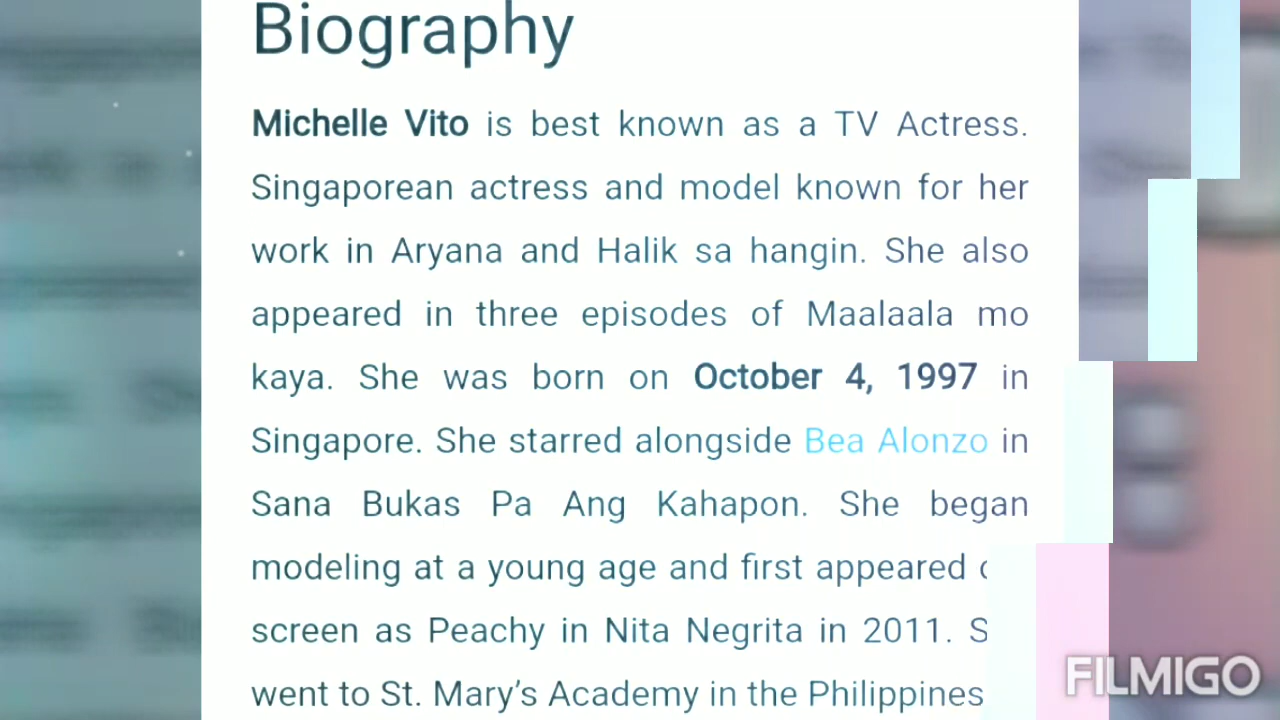 Biography
Michelle Vito is best known as a TV Actress.
Singaporean actress and model known for her
work in Aryana and Halik sa hangin. She also
appeared in three episodes of Maalaala mo
kaya. She was born on October 4, 1997 in
Singapore. She starred alongside Bea Alonzo in
Sana Bukas Pa Ang Kahapon. She began
modeling at a young age and first appeared
screen as Peachy in Nita Negrita in 2011.
went to St. Mary’s Academy in the Philippines
FILMIGO